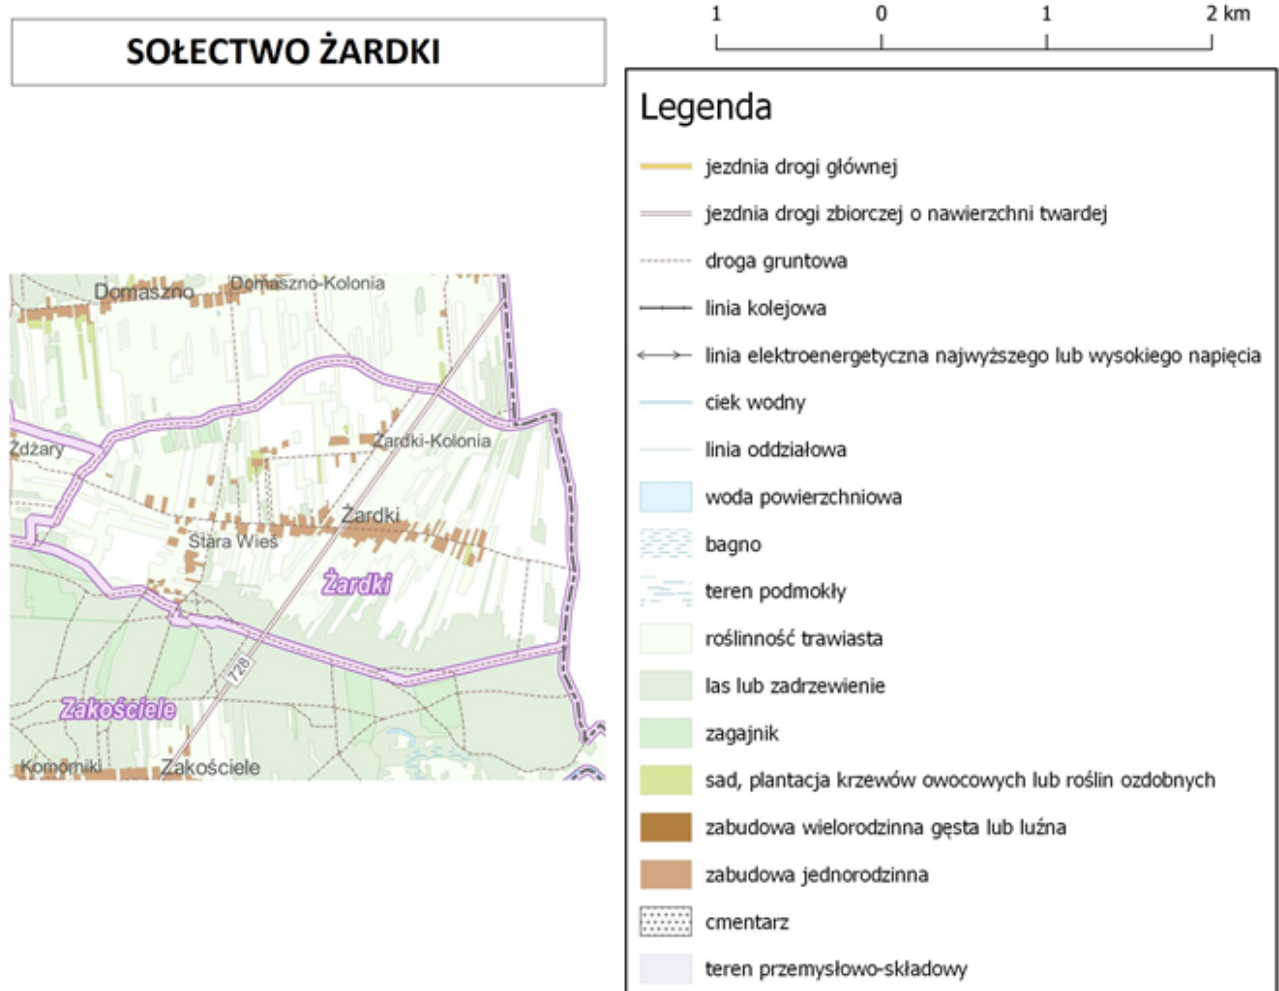 SOŁECTWO ŻARDKI
1 0 1 2 km
Legenda
jezdnia drogi głównej
jezdnia drogi zbiorczej o nawierzchni twardej
droga gruntowa
linia kolejowa
linia elektroenergetyczna najwyższego lub wysokiego napięcia
ciek wodny
linia oddziałowa
woda powierzchniowa
bagno
teren podmokły
roślinność trawiasta
las lub zadrzewienie
zagajnik
sad, plantacja krzewów owocowych lub roślin ozdobnych
zabudowa wielorodzinna gęsta lub luźna
zabudowa jednorodzinna
cmentarz
teren przemysłowo-składowy
Domaszno
Domaszno-Kolonia
Żdżary
Żardki-Kolonia
Żardki
Stara Wieś
Żardki
728
Zakościele
Komorniki
Zakościele